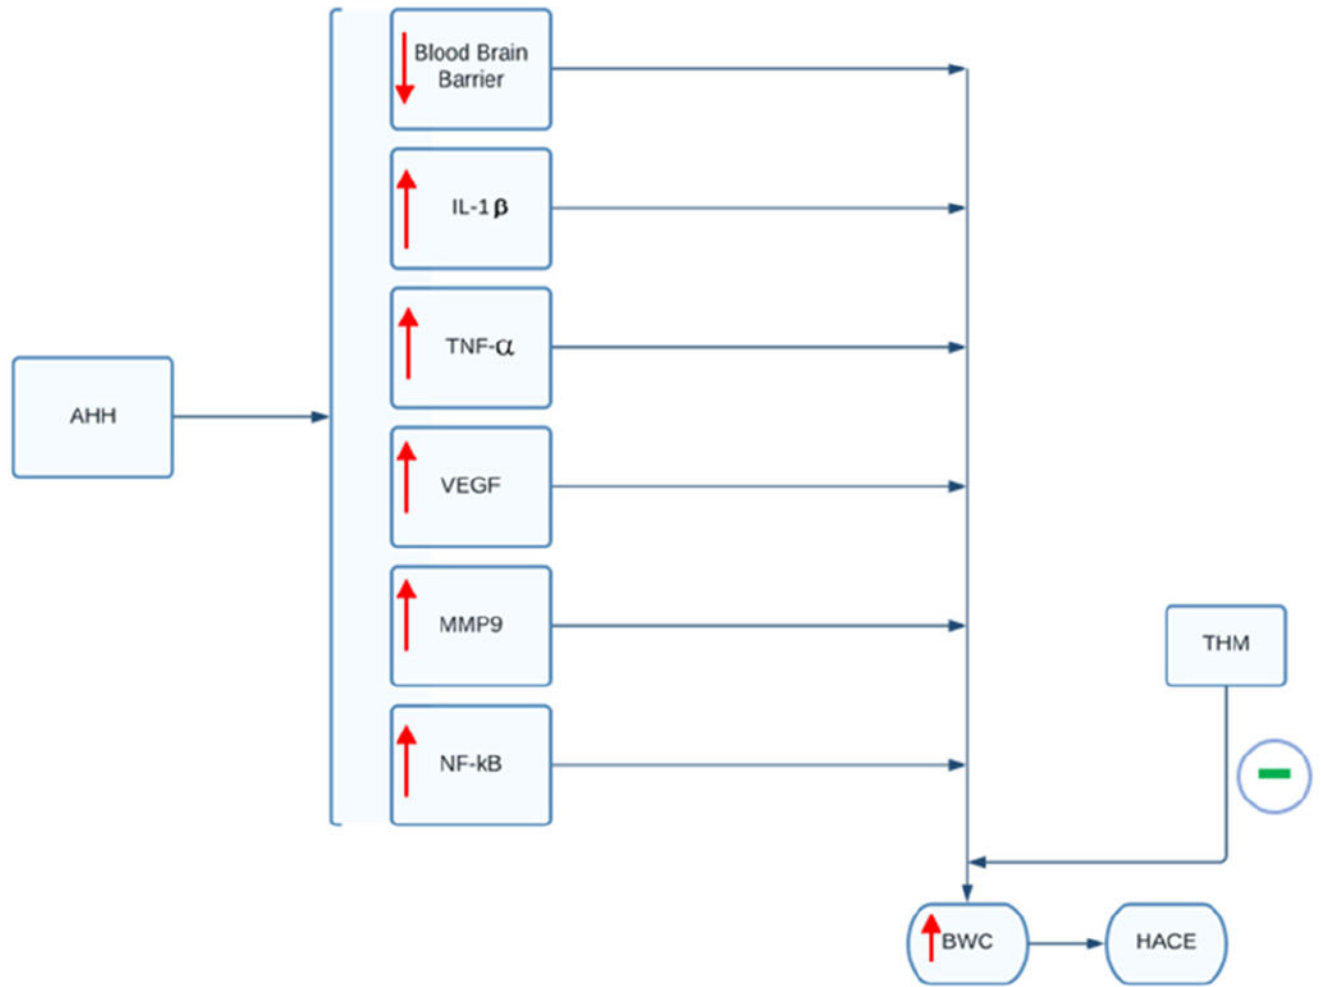 Blood Brain
Barrier
IL-1β
TNF-α
AHH
VEGF
MMP9
THM
NF-kB
BWC
HACE